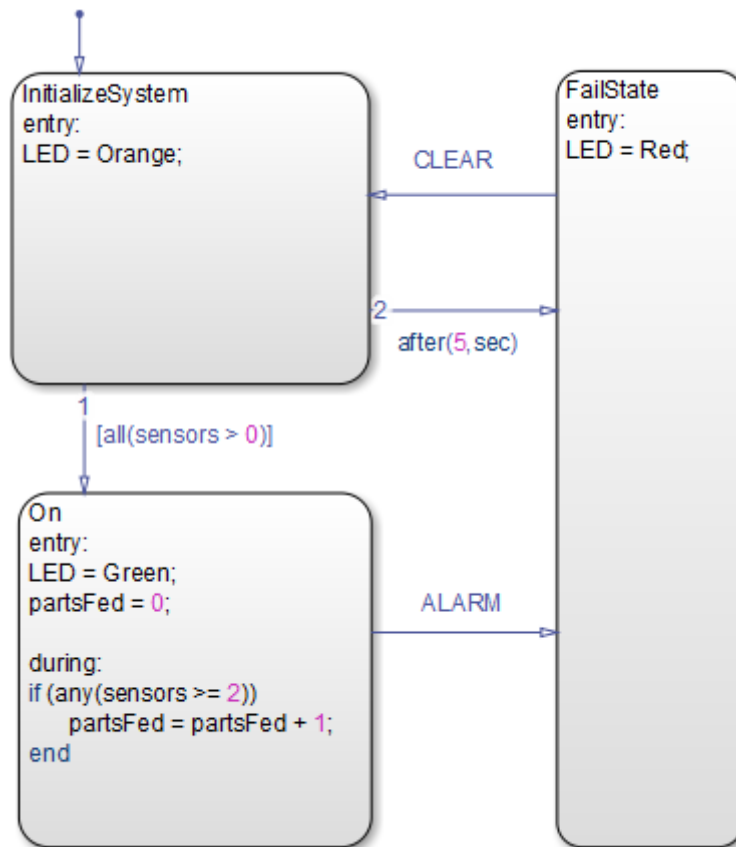 InitializeSystem
entry:
LED = Orange;
FailState
entry:
LED = Red;
CLEAR
2
after(5,sec)
1
[all(sensors > 0)]
On
entry:
LED = Green;
partsFed = 0;
during:
if (any(sensors >= 2))
partsFed = partsFed + 1;
end
ALARM